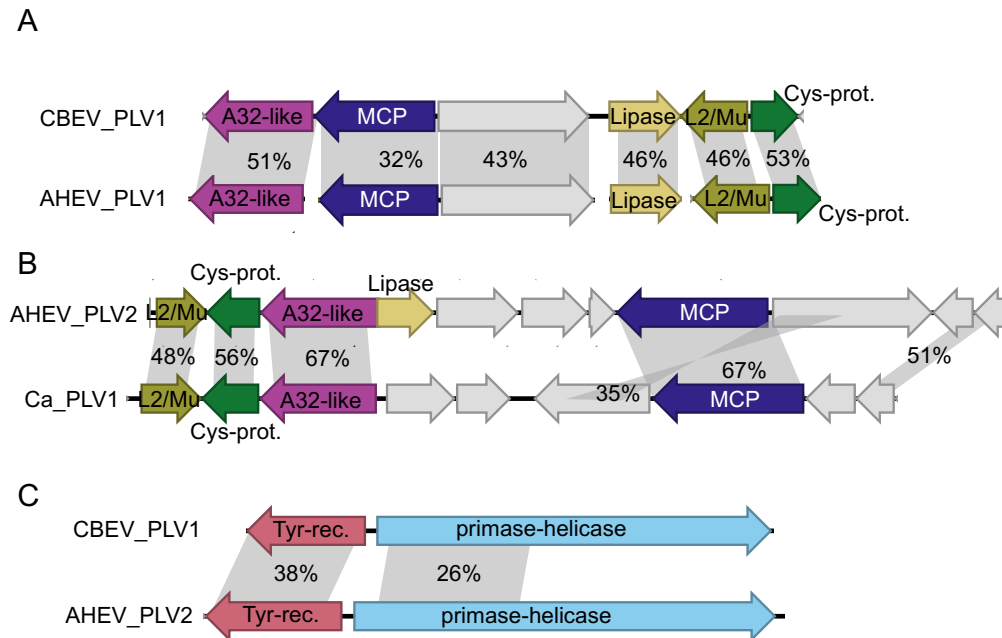 A
Cys-prot.
CBEV_PLV1 A32-like MCP Lipase L2/Mu
51% 32% 43% 46% 46% 53%
AHEV_PLV1 A32-like MCP Lipase L2/Mu
Cys-prot.
B
Cys-prot. Lipase
AHEV_PLV2 L2/Mu A32-like MCP
48% 56% 67% 67% 51%
35%
Ca_PLV1 L2/Mu A32-like MCP
Cys-prot.
C
CBEV_PLV1 Tyr-rec. primase-helicase
38% 26%
AHEV_PLV2 Tyr-rec. primase-helicase